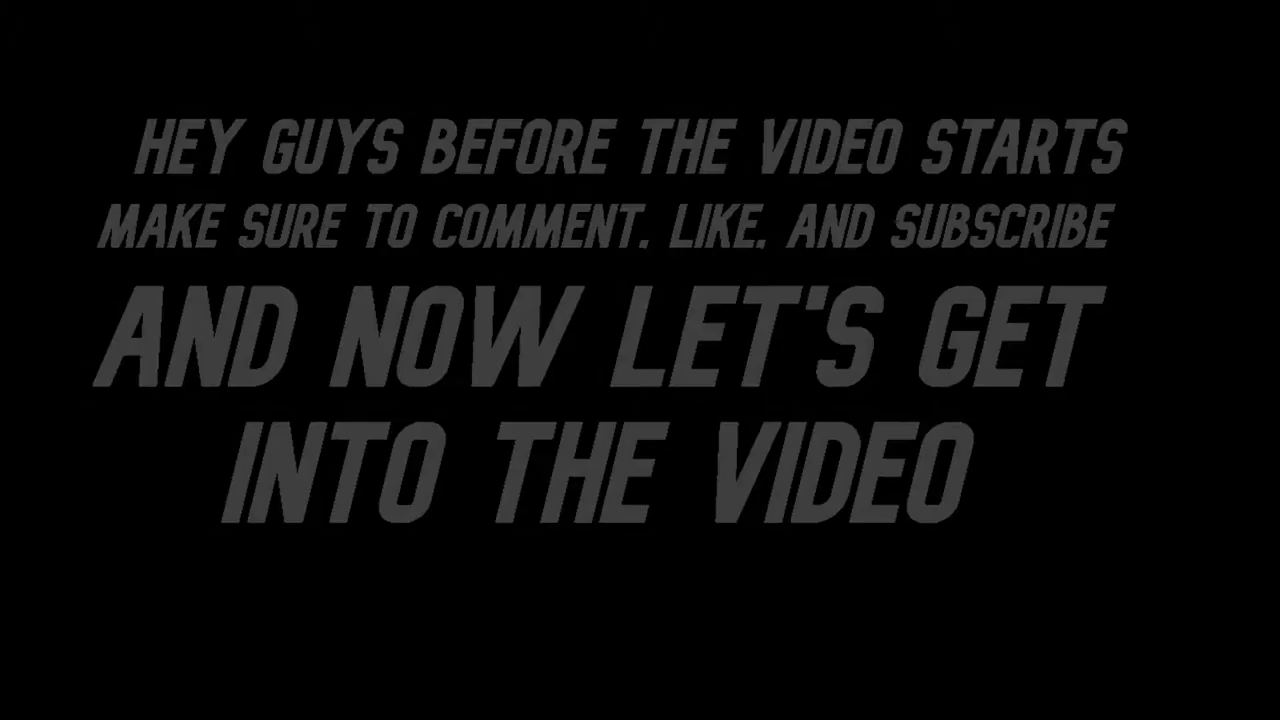 HEY GUYS BEFORE THE VIDEO STARTS
MAKE SURE TO COMMENT, LIKE, AND SUBSCRIBE
AND NOW LET'S GET
INTO THE VIDEO